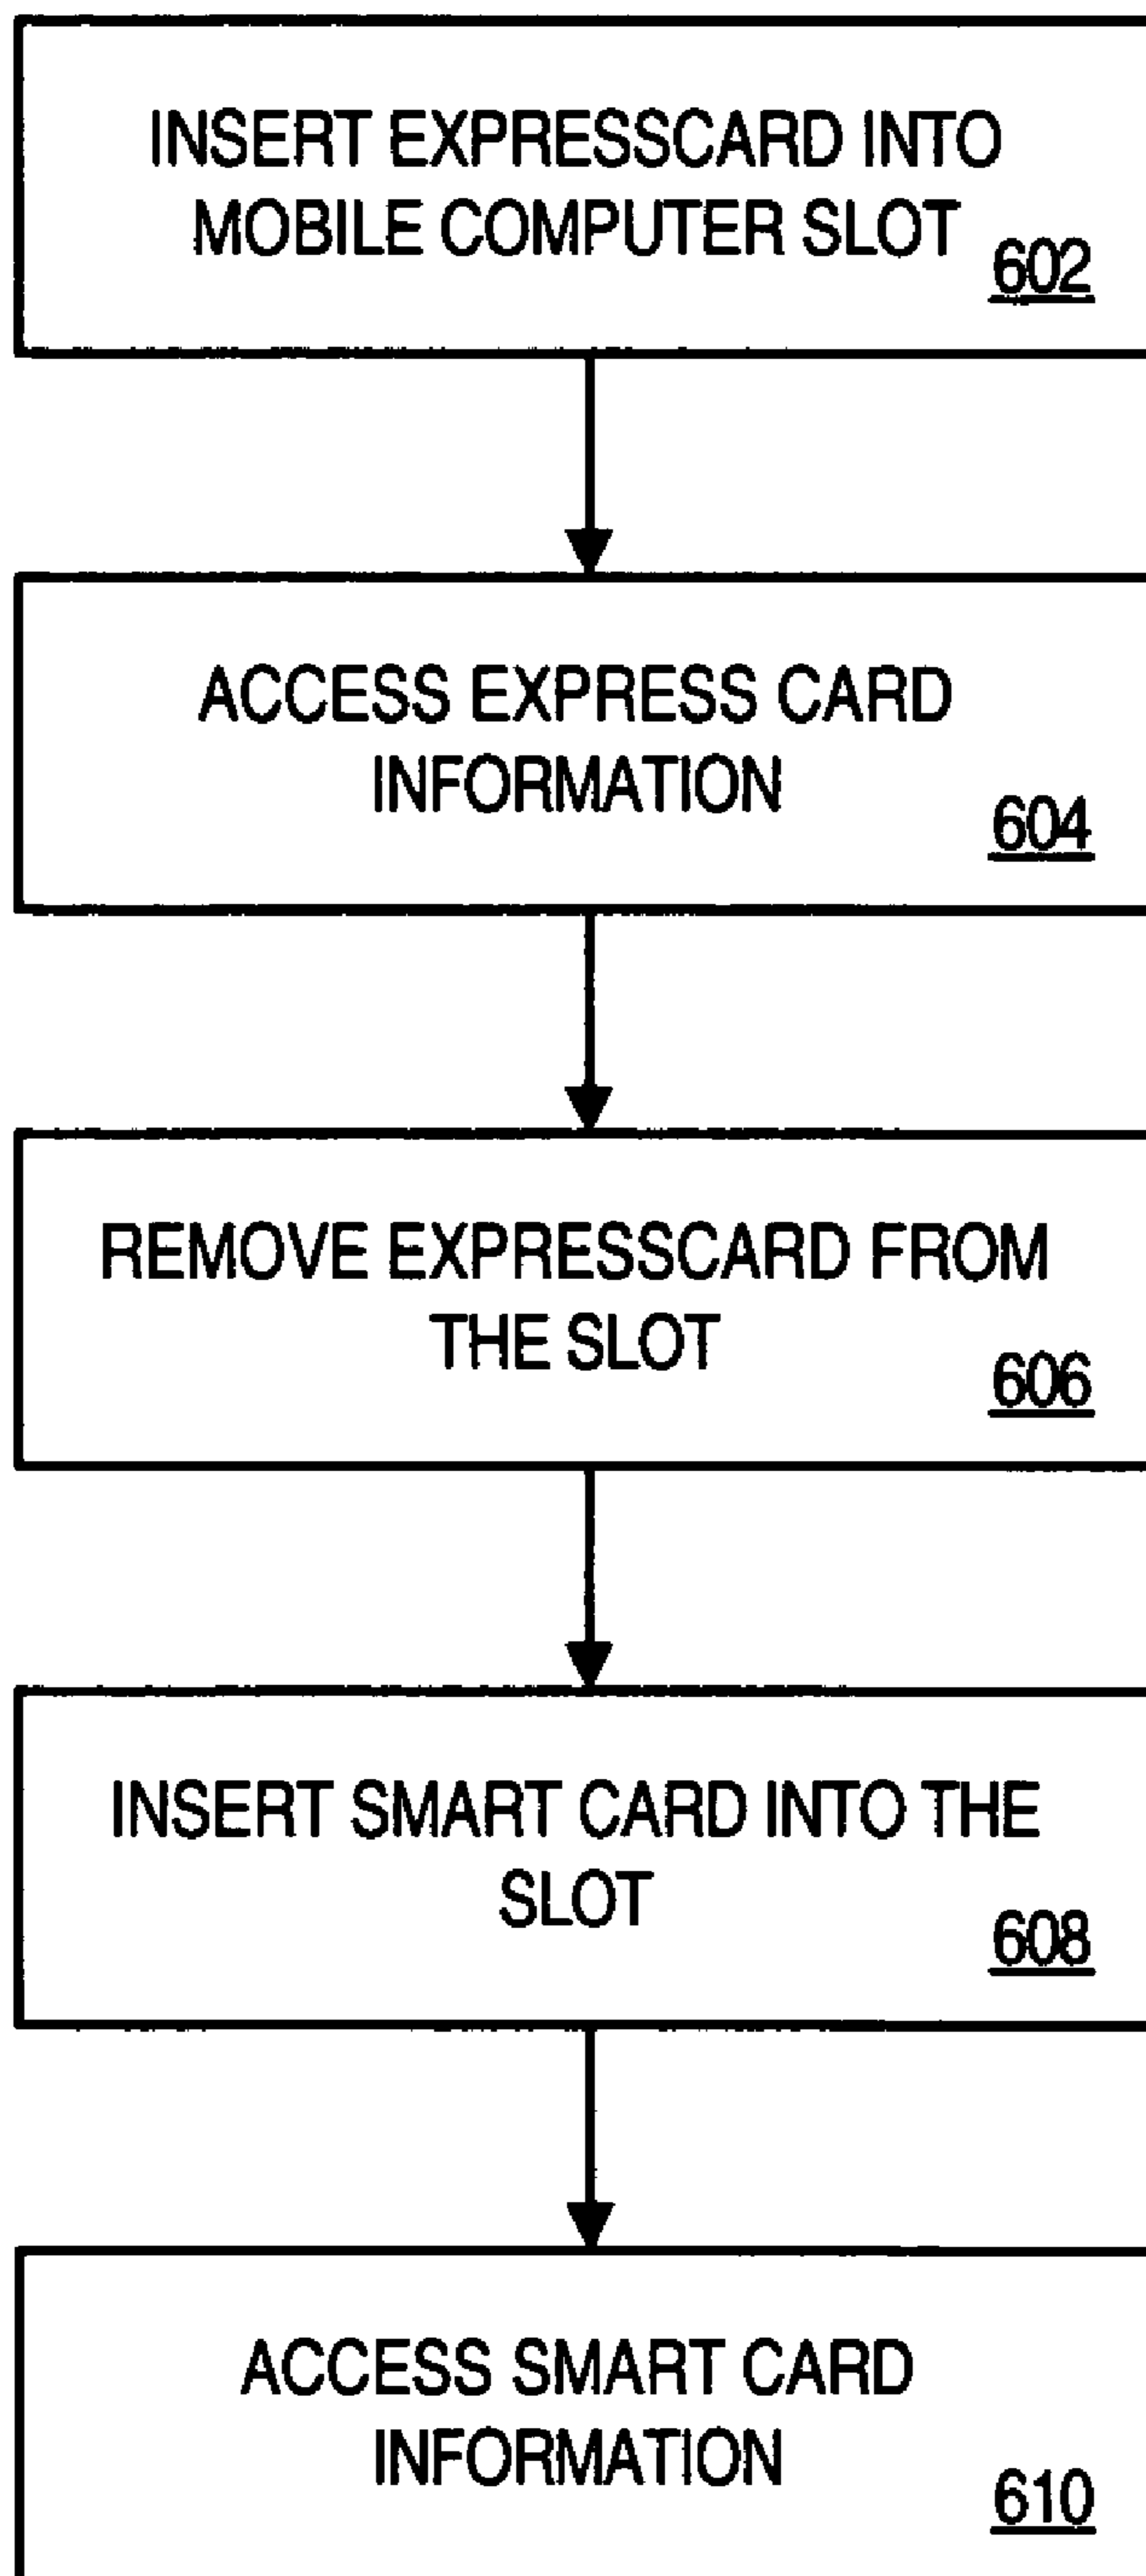 INSERT EXPRESSCARD INTO
MOBILE COMPUTER SLOT
602
ACCESS EXPRESS CARD
INFORMATION
604
REMOVE EXPRESSCARD FROM
THE SLOT
606
INSERT SMART CARD INTO THE
SLOT
608
ACCESS SMART CARD
INFORMATION
610